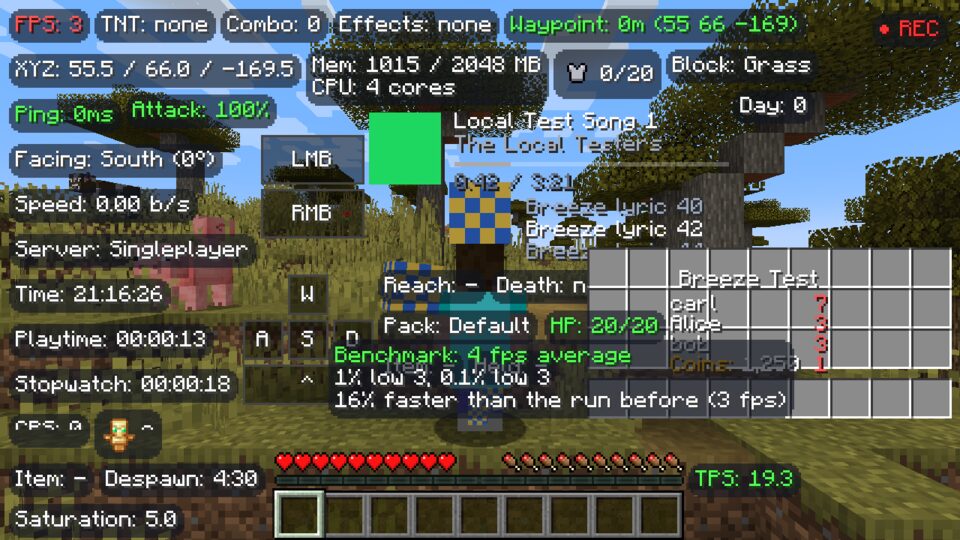 FPS: 3 TNT: none Combo: 0 Effects: none Waypoint: 0m (55 66 -169) REC
XYZ: 55.5 / 66.0 / -169.5 Mem: 1015 / 2048 MB 0/20 Block: Grass
CPU: 4 cores
Ping: 0ms Attack: 100% Day: 0
Local Test Song 1
The Local Testers
Facing: South (0°) LMB
0:42 / 3:21
Speed: 0.00 b/s RMB Breeze lyric 40
Breeze lyric 42
Server: Singleplayer Breeze
Breeze Test
Time: 21:16:26 W Reach: - Death: n
carl 7
Playtime: 00:00:13 A S D Pack: Default HP: 20/20 Alice 3
bob 3
Benchmark: 4 fps average Coins: 1,250 1
Stopwatch: 00:00:18 ^ 1% low 3, 0.1% low 3
16% faster than the run before (3 fps)
CPS: 0 ^
Item: - Despawn: 4:30 TPS: 19.3
Saturation: 5.0